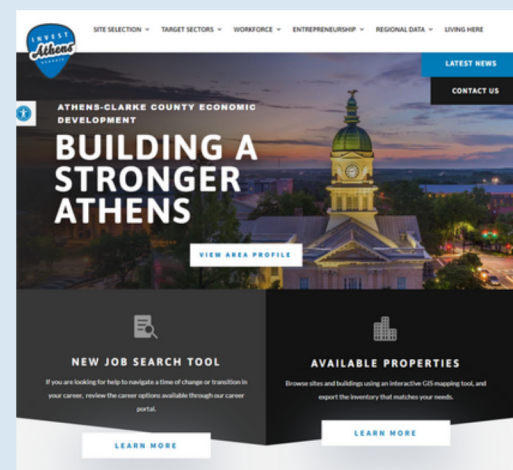 INVEST
Athens
GEORGIA
SITE SELECTION TARGET SECTORS WORKFORCE ENTREPRENEURSHIP REGIONAL DATA LIVING HERE
LATEST NEWS
CONTACT US
ATHENS-CLARKE COUNTY ECONOMIC
DEVELOPMENT
BUILDING A
STRONGER
ATHENS
VIEW AREA PROFILE
NEW JOB SEARCH TOOL
If you are looking for help to navigate a time of change or transition in
your career, review the career options available through our career
portal.
LEARN MORE
AVAILABLE PROPERTIES
Browse sites and buildings using an interactive GIS mapping tool, and
export the inventory that matches your needs.
LEARN MORE